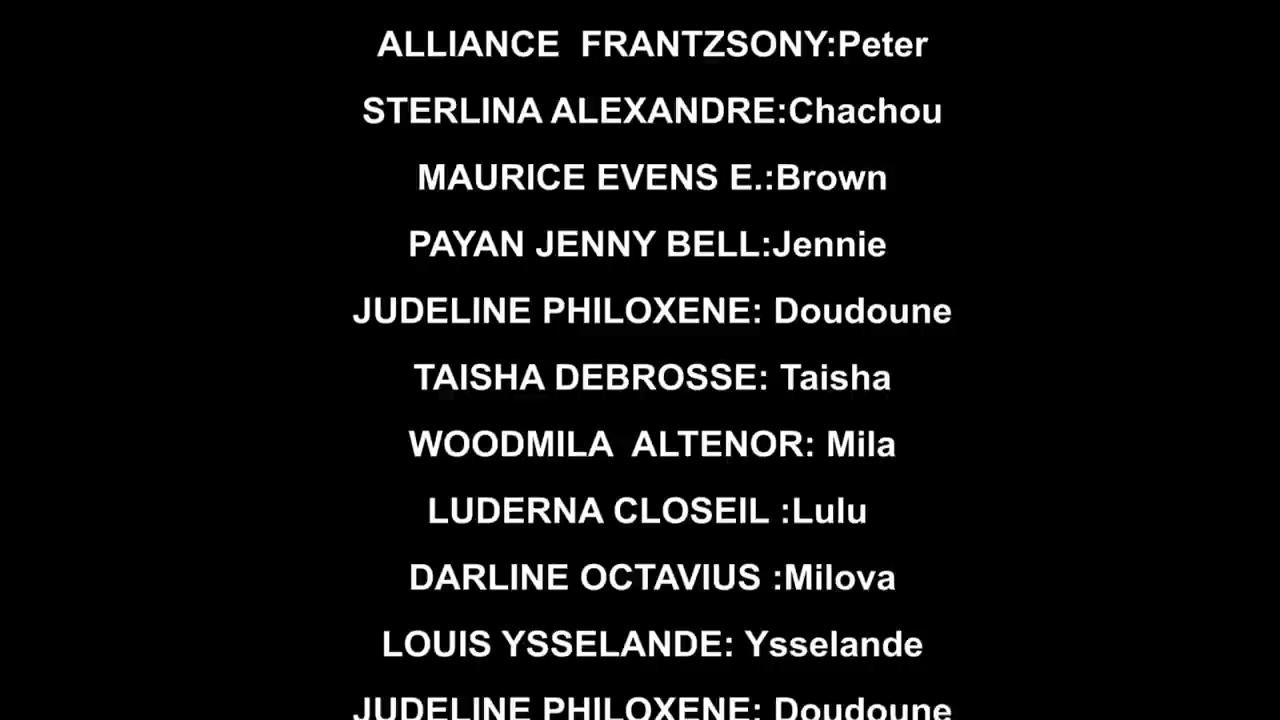 ALLIANCE  FRANTZSONY:Peter
STERLINA ALEXANDRE:Chachou
MAURICE EVENS E.:Brown
PAYAN JENNY BELL:Jennie
JUDELINE PHILOXENE: Doudoune
TAISHA DEBROSSE: Taisha
WOODMILA  ALTENOR: Mila
LUDERNA CLOSEIL :Lulu
DARLINE OCTAVIUS :Milova
LOUIS YSSELANDE: Ysselande
JUDELINE PHILOXENE: Doudoune